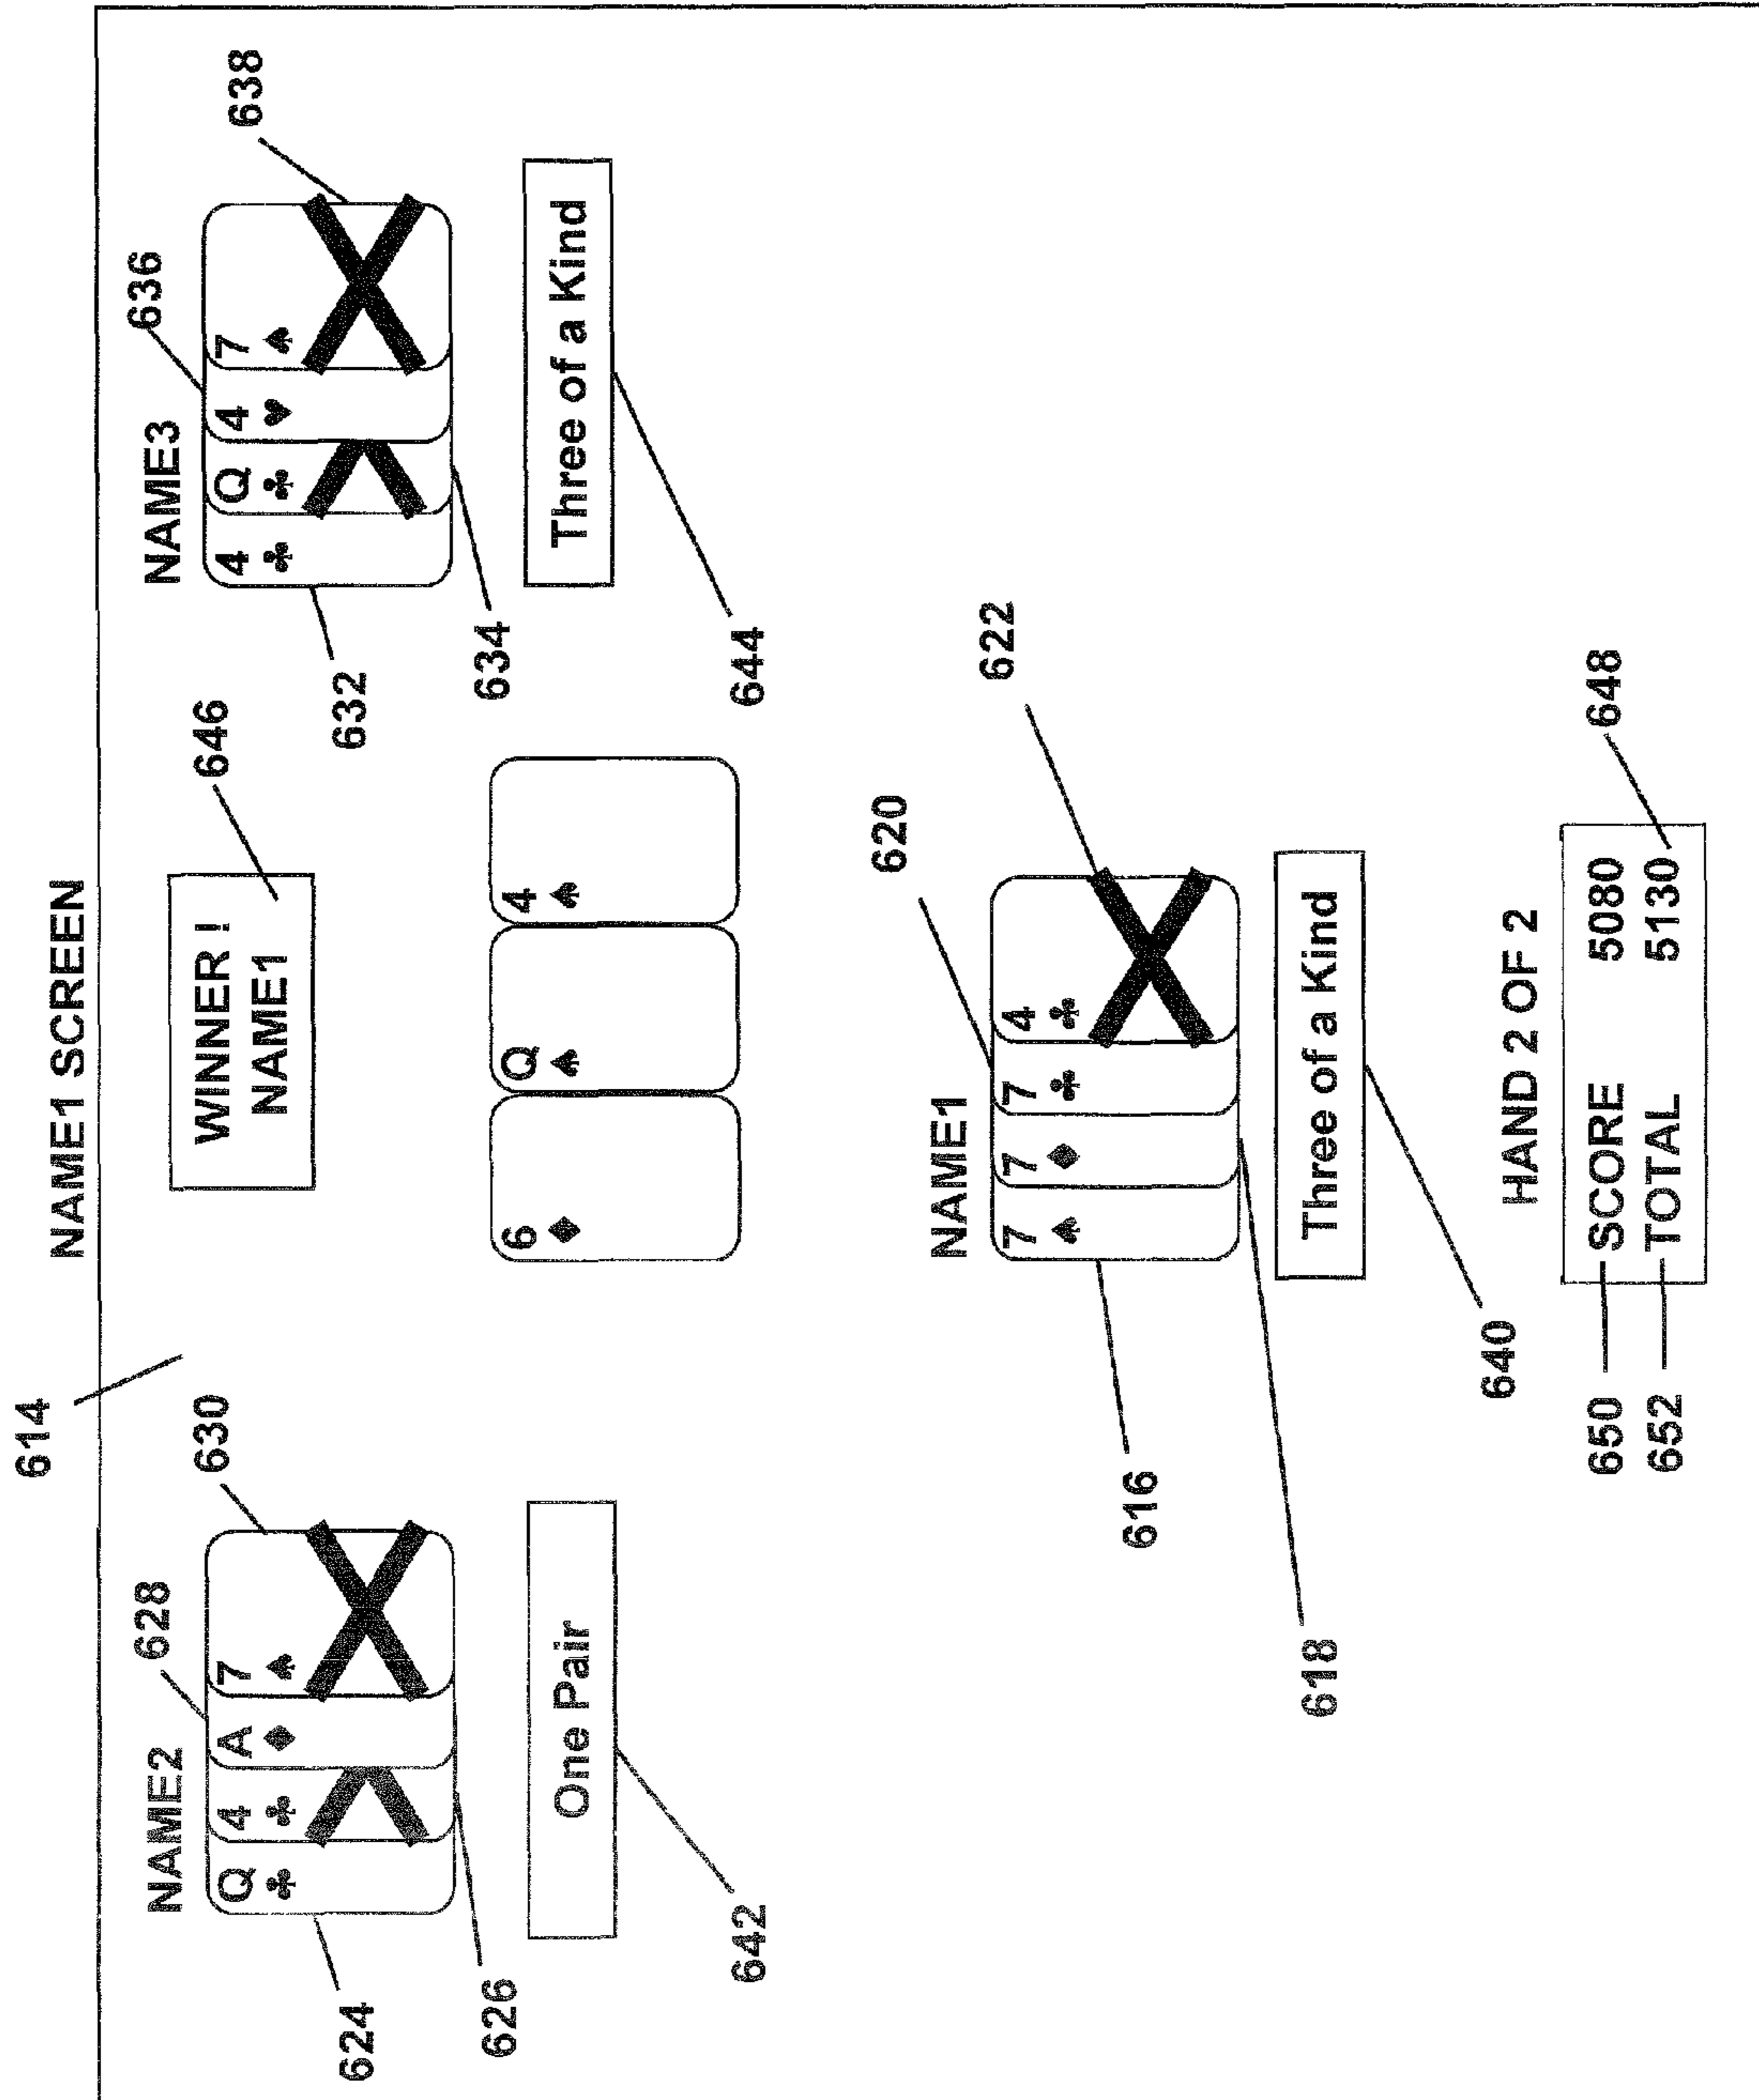 NAME1 SCREEN
614
WINNER !
NAME1
646
NAME2
628
630
Q♣ 4♣ A♦ 7♠
624
626
One Pair
642
6♦ Q♠ 4♠
NAME3
636
638
4♣ Q♣ 4♥ 7♠
632
634
Three of a Kind
644
NAME1
620
622
7♠ 7♦ 7♣ 4♣
616
618
Three of a Kind
640
HAND 2 OF 2
650 SCORE 5080
652 TOTAL 5130
648